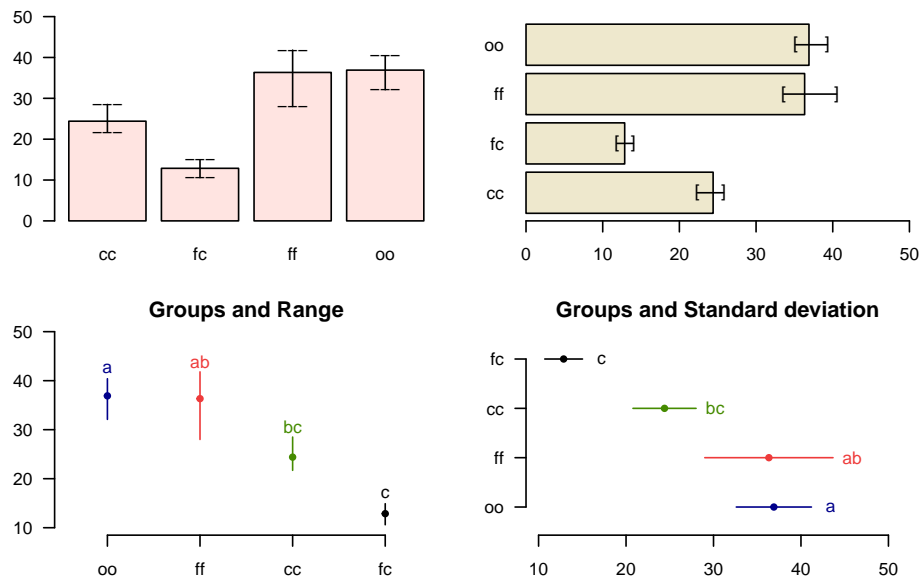 50
40
30
20
10
0
cc fc ff oo
oo
ff
fc
cc
0 10 20 30 40 50
Groups and Range
50
40
30
20
10
a
ab
bc
c
oo ff cc fc
Groups and Standard deviation
fc c
cc bc
ff ab
oo a
10 20 30 40 50